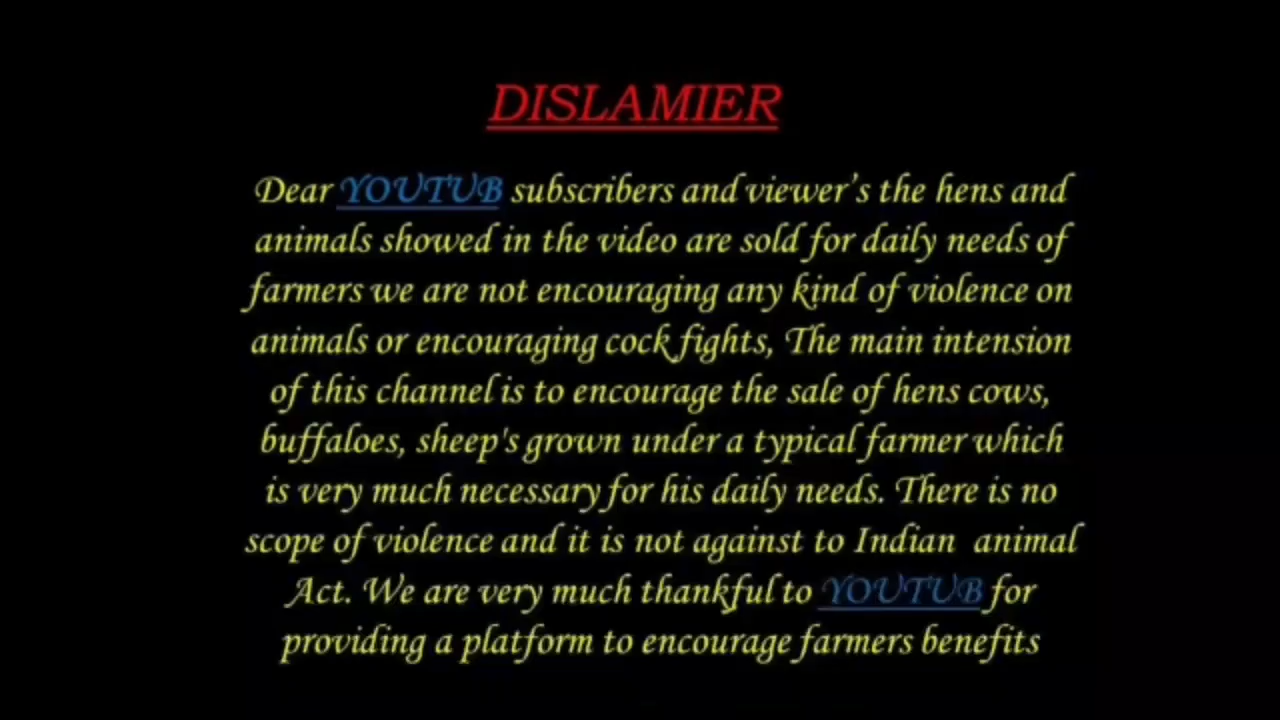 DISLAMIER
Dear YOUTUB subscribers and viewer's the hens and
animals showed in the video are sold for daily needs of
farmers we are not encouraging any kind of violence on
animals or encouraging cock fights, The main intension
of this channel is to encourage the sale of hens cows,
buffaloes, sheep's grown under a typical farmer which
is very much necessary for his daily needs. There is no
scope of violence and it is not against to Indian animal
Act. We are very much thankful to YOUTUB for
providing a platform to encourage farmers benefits